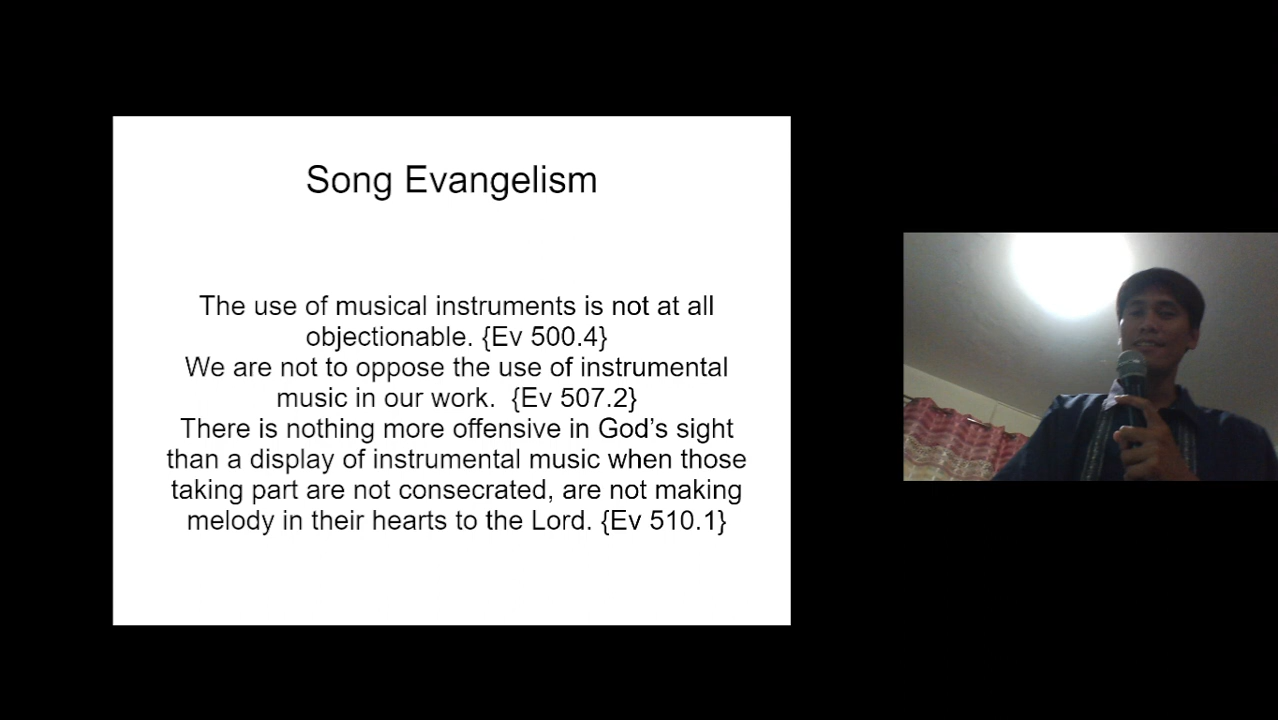 Song Evangelism
The use of musical instruments is not at all
objectionable. {Ev 500.4}
We are not to oppose the use of instrumental
music in our work.  {Ev 507.2}
There is nothing more offensive in God’s sight
than a display of instrumental music when those
taking part are not consecrated, are not making
melody in their hearts to the Lord. {Ev 510.1}